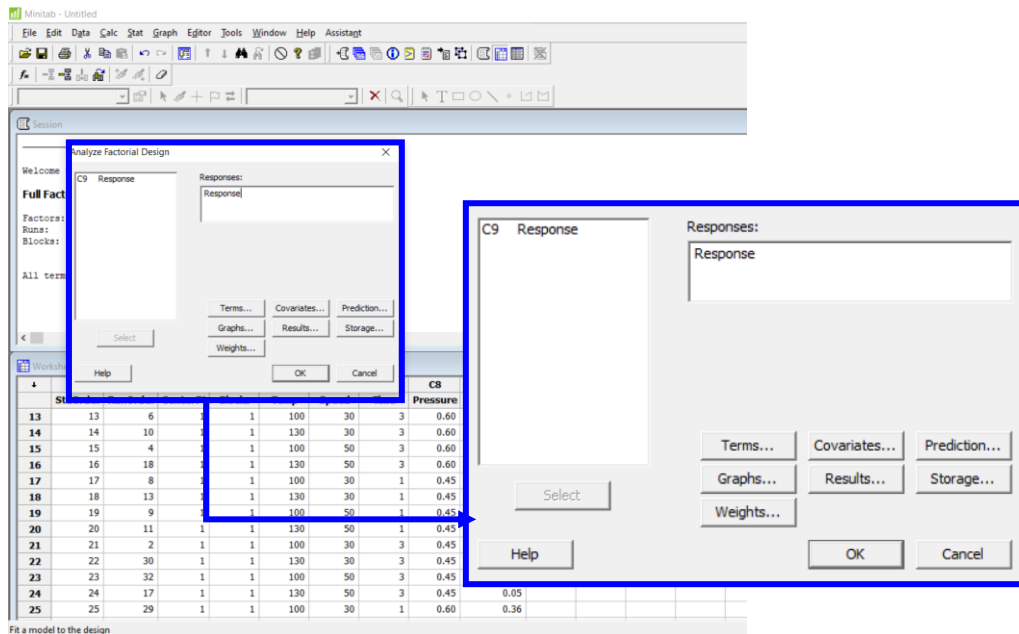 Minitab - Untitled
File Edit Data Calc Stat Graph Editor Tools Window Help Assistant
Session
Analyze Factorial Design
Welcome
Full Fact
Factors:
Runs:
Blocks:
All term
C9 Response
Responses:
Response
Terms... Covariates... Prediction...
Graphs... Results... Storage...
Weights...
Select
Help OK Cancel
C9 Response
Responses:
Response
Terms... Covariates... Prediction...
Graphs... Results... Storage...
Weights...
Select
Help OK Cancel
Workshe
C8
Pressure
13 13 6 1 1 100 30 3 0.60
14 14 10 1 1 130 30 3 0.60
15 15 4 1 1 100 50 3 0.60
16 16 18 1 1 130 50 3 0.60
17 17 8 1 1 100 30 1 0.45
18 18 13 1 1 130 30 1 0.45
19 19 9 1 1 100 50 1 0.45
20 20 11 1 1 130 50 1 0.45
21 21 2 1 1 100 30 3 0.45
22 22 30 1 1 130 30 3 0.45
23 23 32 1 1 100 50 3 0.45
24 24 17 1 1 130 50 3 0.45 0.05
25 25 29 1 1 100 30 1 0.60 0.36
Fit a model to the design